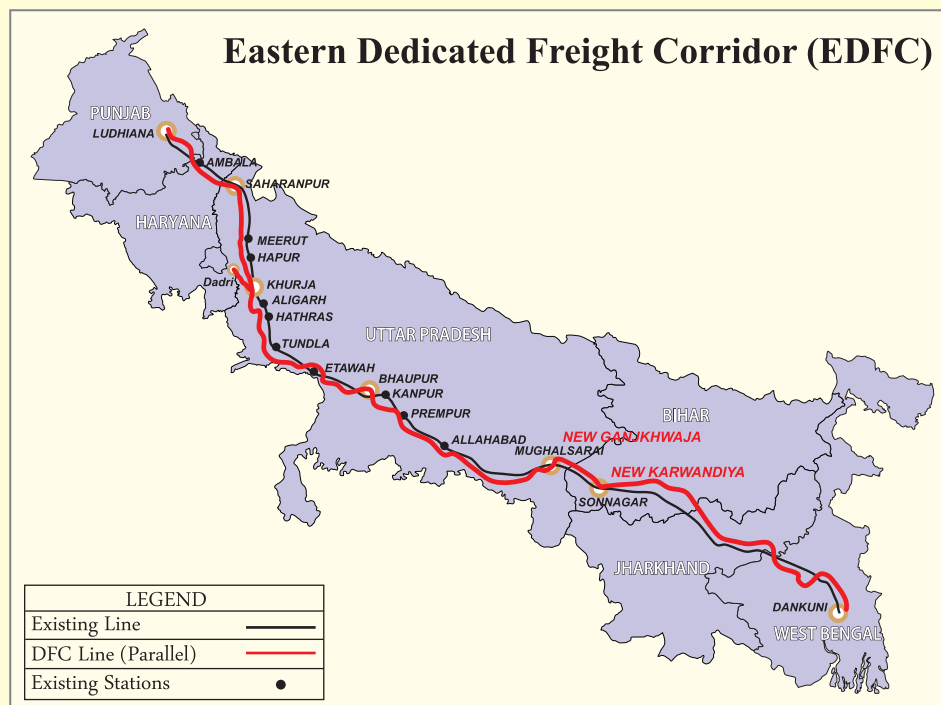 Eastern Dedicated Freight Corridor (EDFC)
PUNJAB
LUDHIANA
AMBALA
SAHARANPUR
HARYANA
MEERUT
HAPUR
Dadri
KHURJA
ALIGARH
HATHRAS
UTTAR PRADESH
TUNDLA
ETAWAH
BHAUPUR
KANPUR
PREMPUR
BIHAR
ALLAHABAD
NEW GANJKHWAJA
MUGHALSARAI
NEW KARWANDIYA
SONNAGAR
JHARKHAND
DANKUNI
WEST BENGAL
LEGEND
Existing Line
DFC Line (Parallel)
Existing Stations